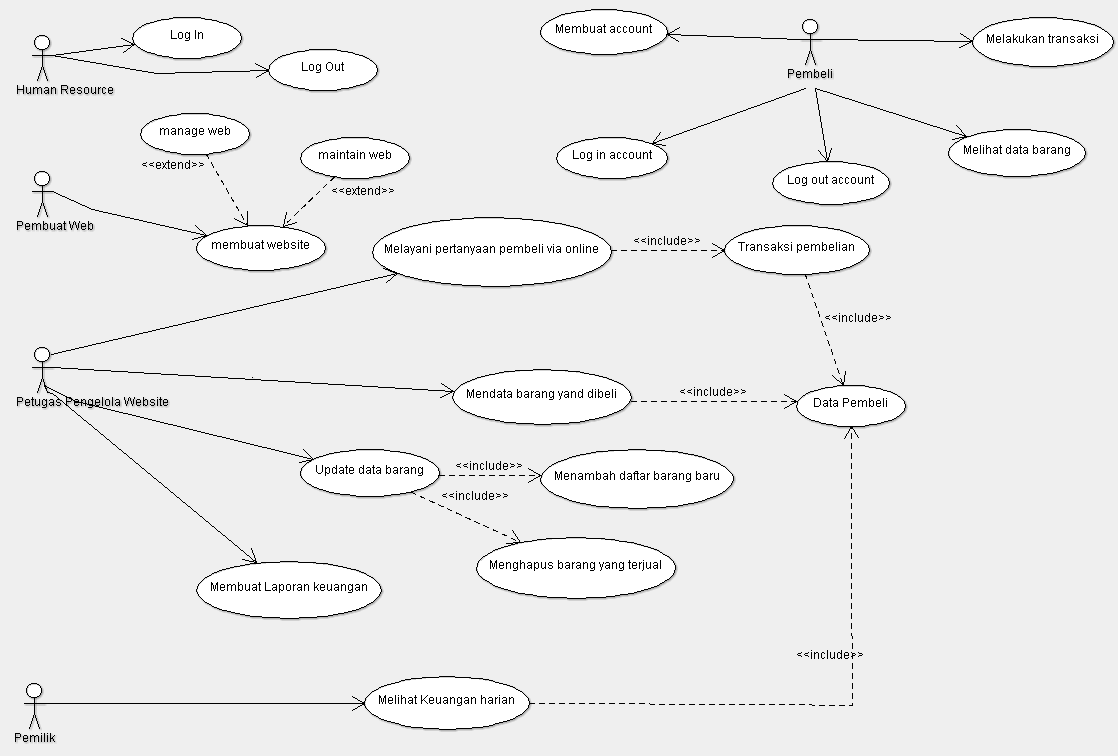 Membuat account
Log In
Melakukan transaksi
Log Out
Pembeli
Human Resource
manage web
maintain web
Log in account
Melihat data barang
<<extend>>
Log out account
<<extend>>
Pembuat Web
membuat website
Melayani pertanyaan pembeli via online
<<include>>
Transaksi pembelian
<<include>>
Petugas Pengelola Website
Mendata barang yand dibeli
<<include>>
Data Pembeli
Update data barang
<<include>>
Menambah daftar barang baru
<<include>>
Menghapus barang yang terjual
Membuat Laporan keuangan
<<include>>
Melihat Keuangan harian
Pemilik